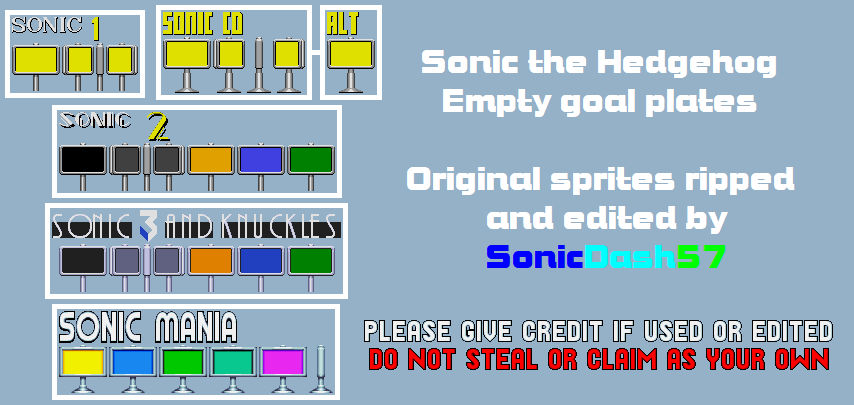 SONIC 1
SONIC CD
ALT
Sonic the Hedgehog
Empty goal plates
SONIC 2
Original sprites ripped
and edited by
SonicDash57
SONIC 3 AND KNUCKLES
SONIC MANIA
PLEASE GIVE CREDIT IF USED OR EDITED
DO NOT STEAL OR CLAIM AS YOUR OWN